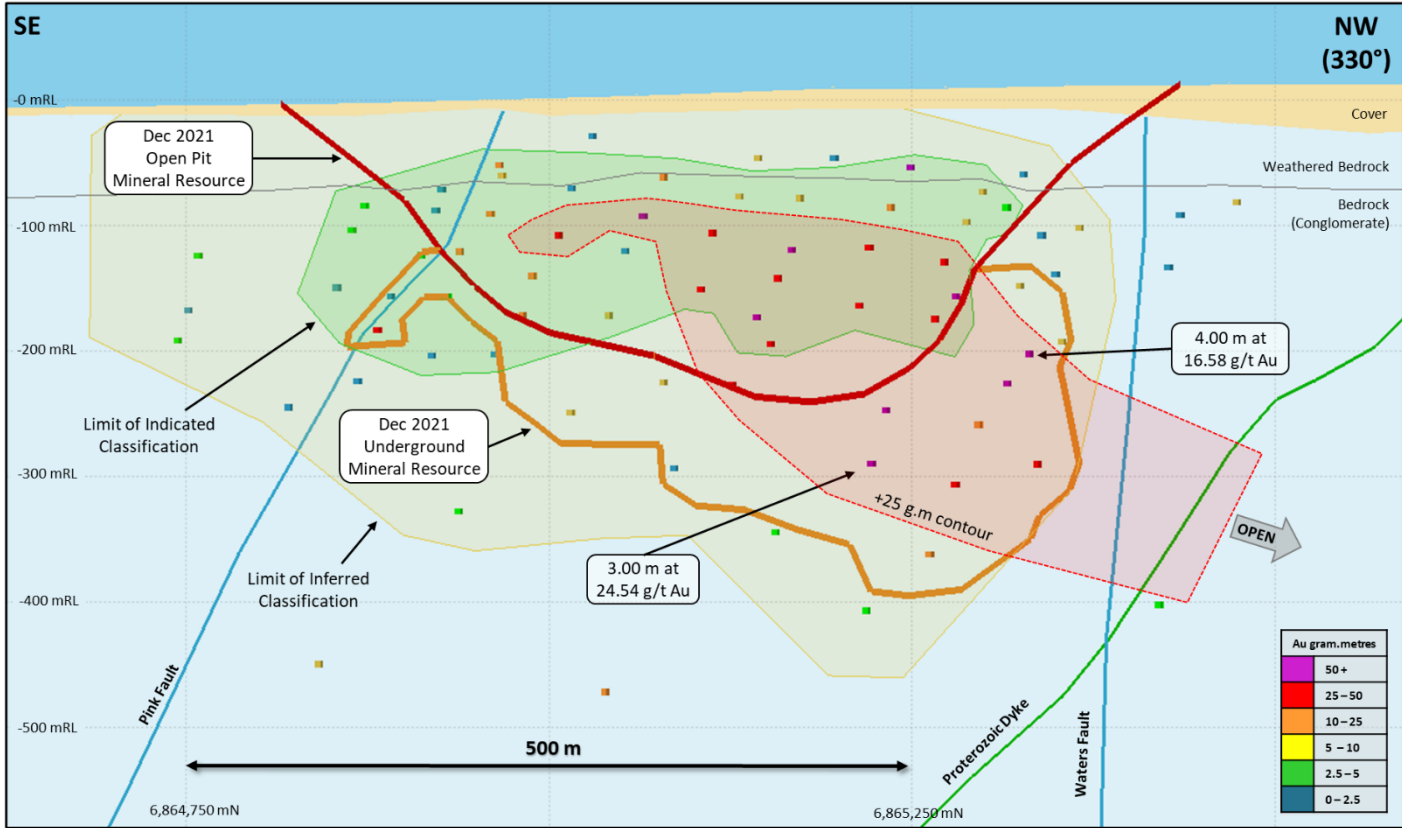 SE
NW
(330°)
-0 mRL
Cover
Dec 2021
Open Pit
Mineral Resource
Weathered Bedrock
Bedrock
(Conglomerate)
-100 mRL
-200 mRL
4.00 m at
16.58 g/t Au
Limit of Indicated
Classification
Dec 2021
Underground
Mineral Resource
-300 mRL
+25 g.m contour
OPEN
3.00 m at
24.54 g/t Au
Limit of Inferred
Classification
-400 mRL
Pink Fault
Proterozoic Dyke
Waters Fault
-500 mRL
500 m
6,864,750 mN
6,865,250 mN
Au gram.metres
50 +
25 – 50
10 – 25
5 – 10
2.5 – 5
0 – 2.5